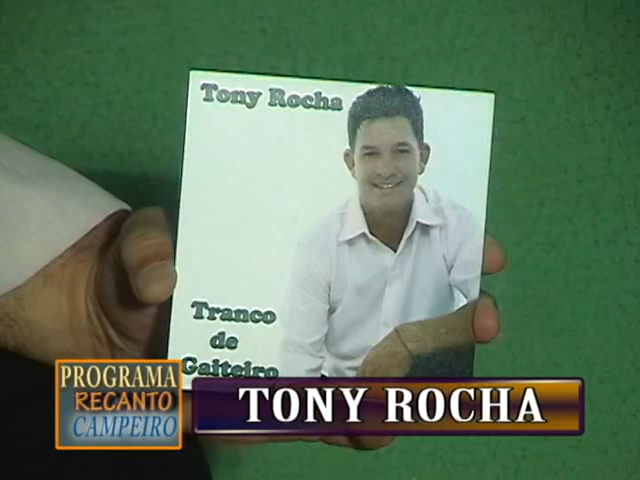 Tony Rocha
Tranco
de
Gaiteiro
PROGRAMA
RECANTO
CAMPEIRO
TONY ROCHA